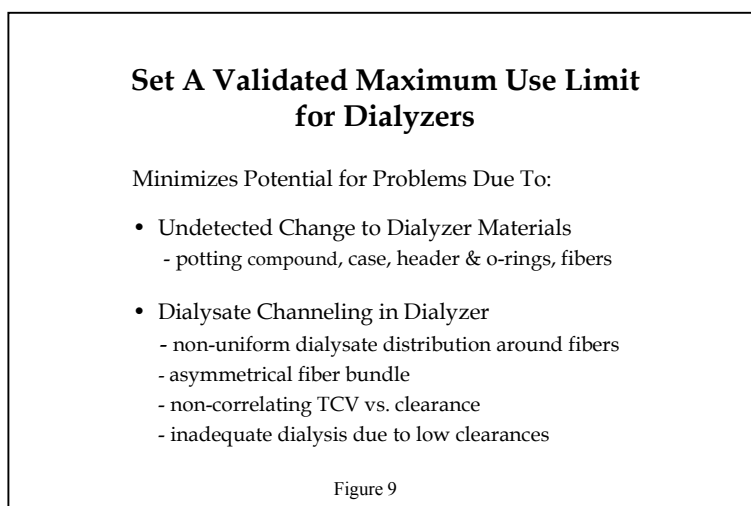 Set A Validated Maximum Use Limit
for Dialyzers
Minimizes Potential for Problems Due To:
• Undetected Change to Dialyzer Materials
- potting compound, case, header & o-rings, fibers
• Dialysate Channeling in Dialyzer
- non-uniform dialysate distribution around fibers
- asymmetrical fiber bundle
- non-correlating TCV vs. clearance
- inadequate dialysis due to low clearances
Figure 9